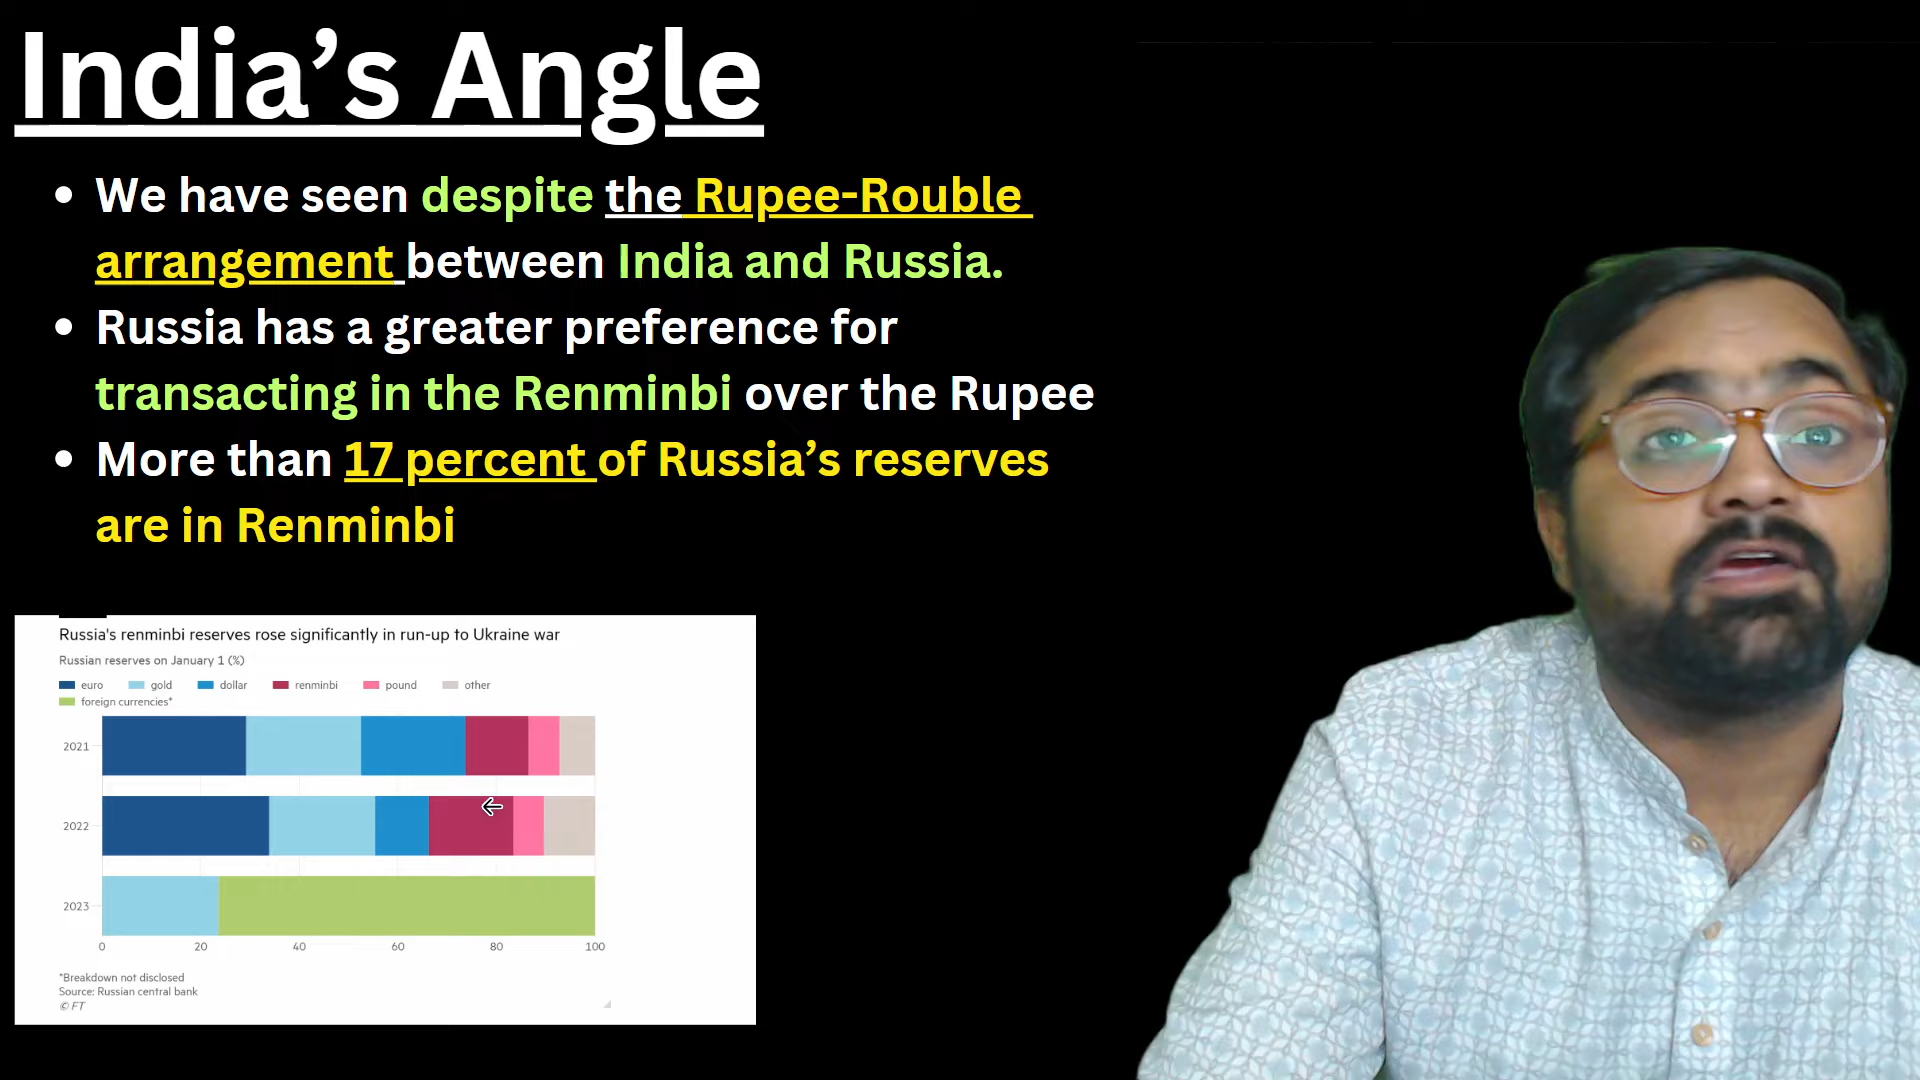 India’s Angle
• We have seen despite the Rupee-Rouble
arrangement between India and Russia.
• Russia has a greater preference for
transacting in the Renminbi over the Rupee
• More than 17 percent of Russia’s reserves
are in Renminbi
Russia's renminbi reserves rose significantly in run-up to Ukraine war
Russian reserves on January 1 (%)
euro gold dollar renminbi pound other
foreign currencies*
2021
2022
2023
0 20 40 60 80 100
*Breakdown not disclosed
Source: Russian central bank
© FT